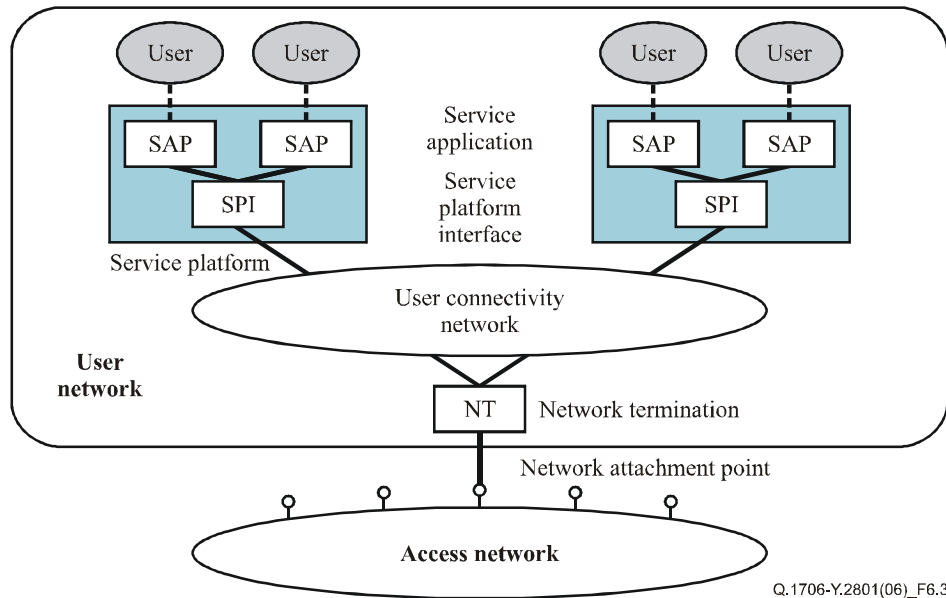 User User User User
SAP SAP Service SAP SAP
application
SPI Service SPI
platform
interface
Service platform
User connectivity
network
User
network
NT Network termination
Network attachment point
Access network
Q.1706-Y.2801(06)_F6.3